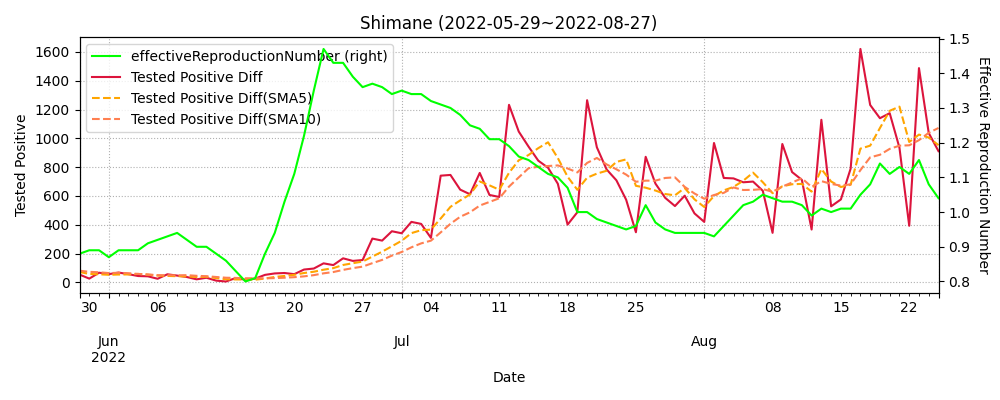 Shimane (2022-05-29~2022-08-27)
effectiveReproductionNumber (right)
Tested Positive Diff
Tested Positive Diff(SMA5)
Tested Positive Diff(SMA10)
Tested Positive
1600
1400
1200
1000
800
600
400
200
0
Effective Reproduction Number
1.5
1.4
1.3
1.2
1.1
1.0
0.9
0.8
30 06 13 20 27 04 11 18 25 08 15 22
Jun Jul Aug
2022
Date